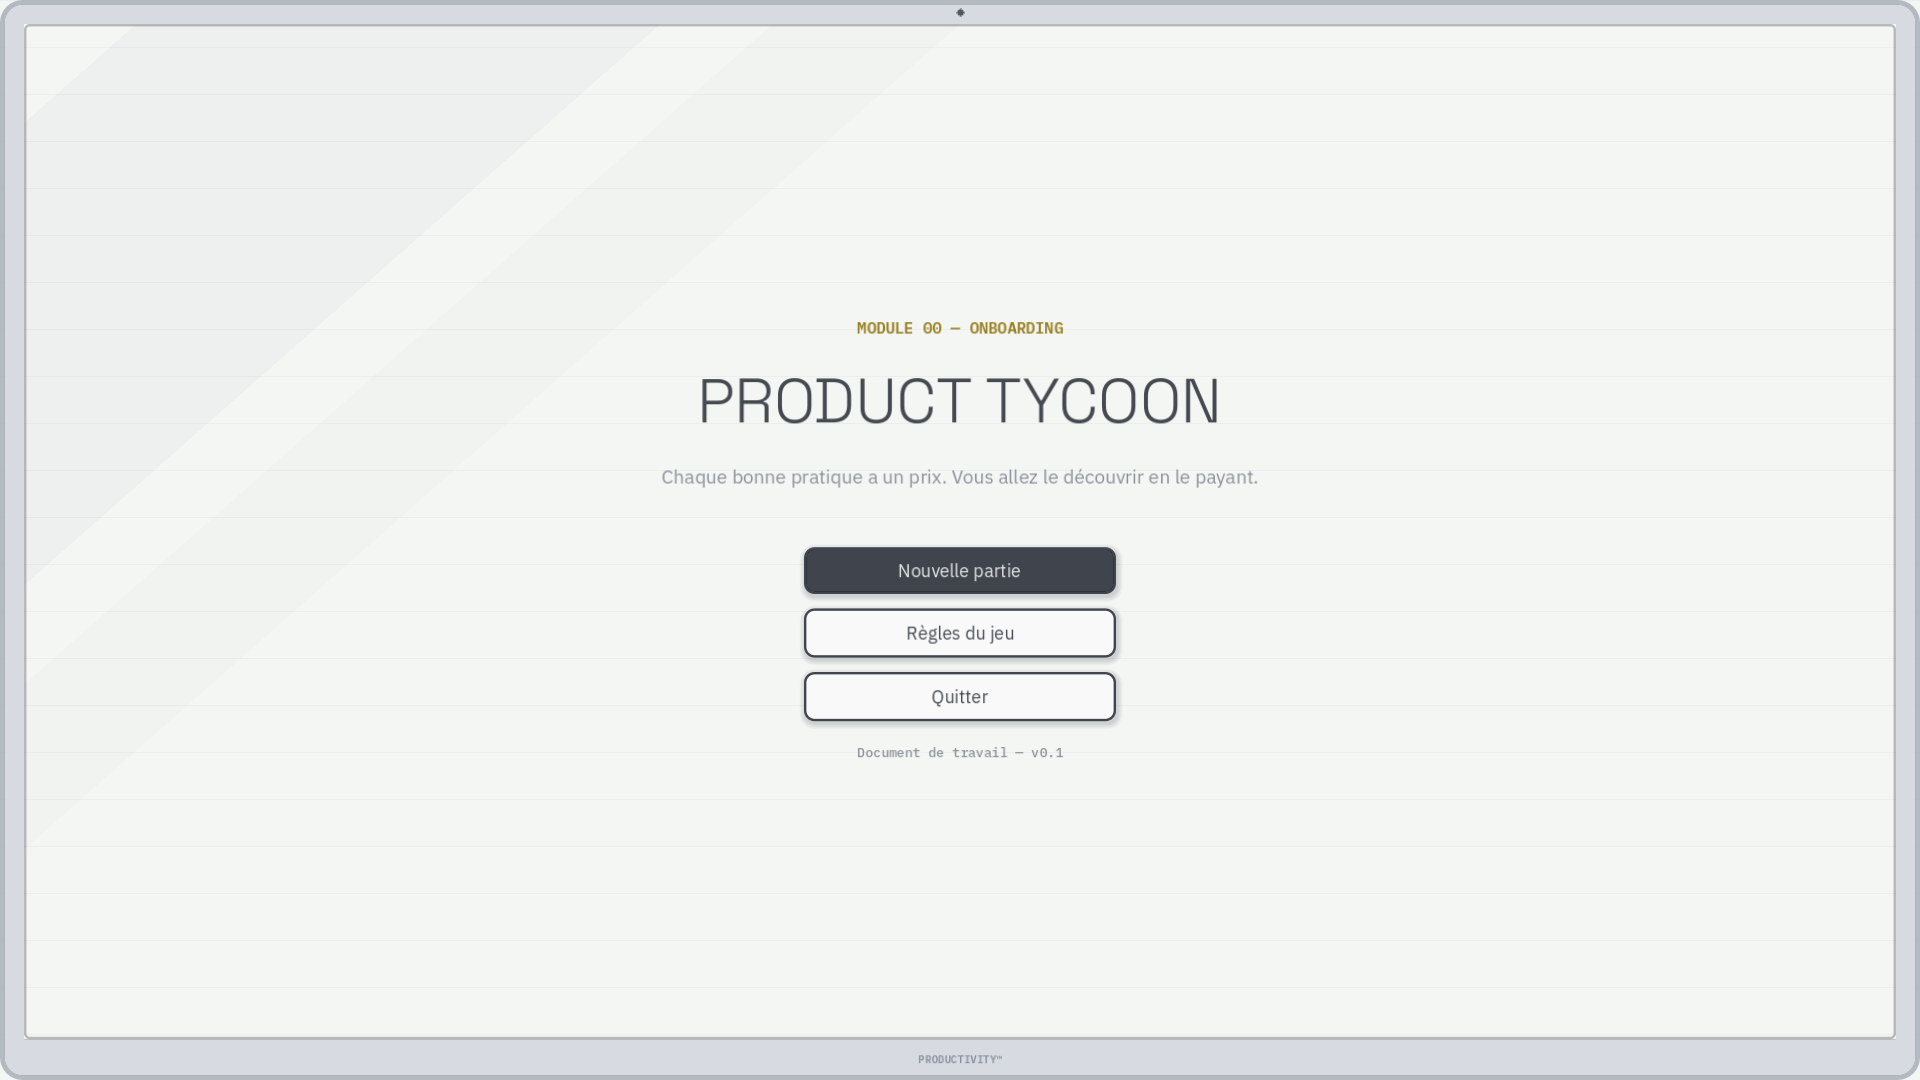 MODULE 00 — ONBOARDING
PRODUCT TYCOON
Chaque bonne pratique a un prix. Vous allez le découvrir en le payant.
Nouvelle partie
Règles du jeu
Quitter
Document de travail — v0.1
PRODUCTIVITY™